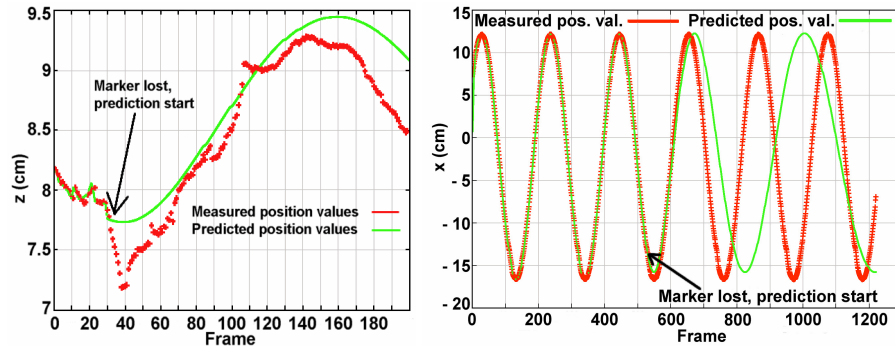 9.5
9
8.5
8
7.5
7
z (cm)
Marker lost,
prediction start
Measured position values
Predicted position values
0 20 40 60 80 100 120 140 160 180
Frame
Measured pos. val. Predicted pos. val.
15
10
5
0
- 5
- 10
- 15
- 20
x (cm)
Marker lost, prediction start
0 200 400 600 800 1000 1200
Frame